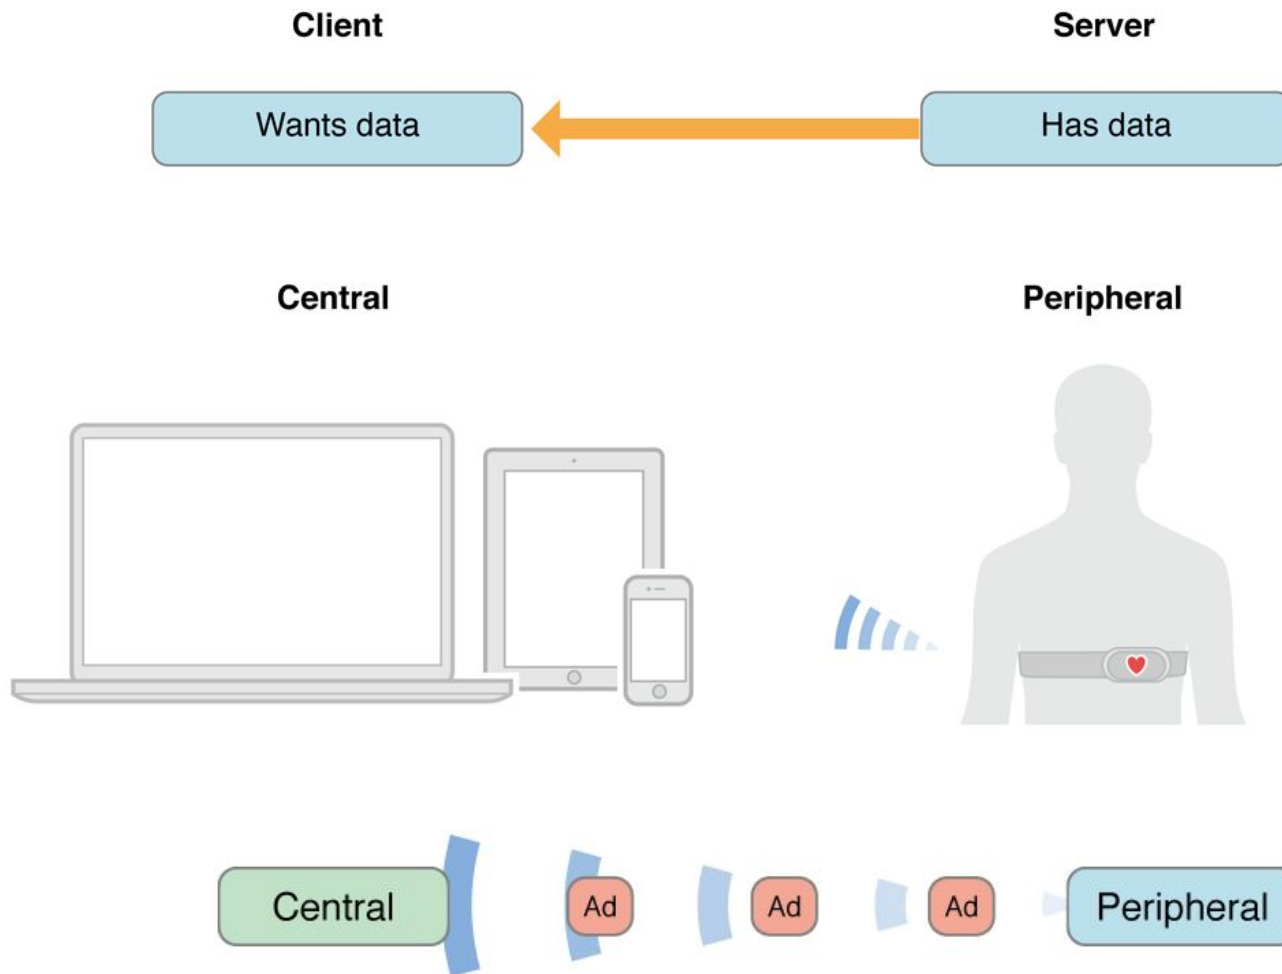 Client
Server
Wants data
Has data
Central
Peripheral
Central
Ad
Ad
Ad
Peripheral